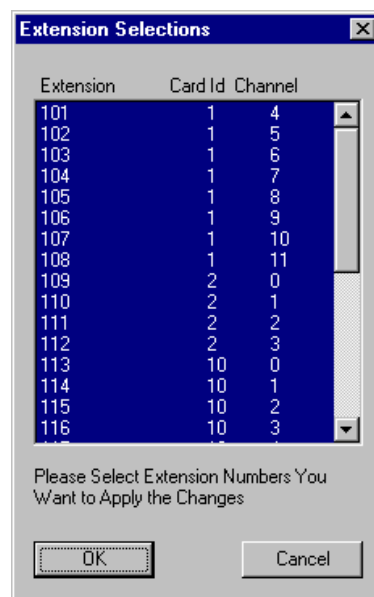 Extension Selections
Extension Card Id Channel
101 1 4
102 1 5
103 1 6
104 1 7
105 1 8
106 1 9
107 1 10
108 1 11
109 2 0
110 2 1
111 2 2
112 2 3
113 10 0
114 10 1
115 10 2
116 10 3
Please Select Extension Numbers You
Want to Apply the Changes
OK Cancel